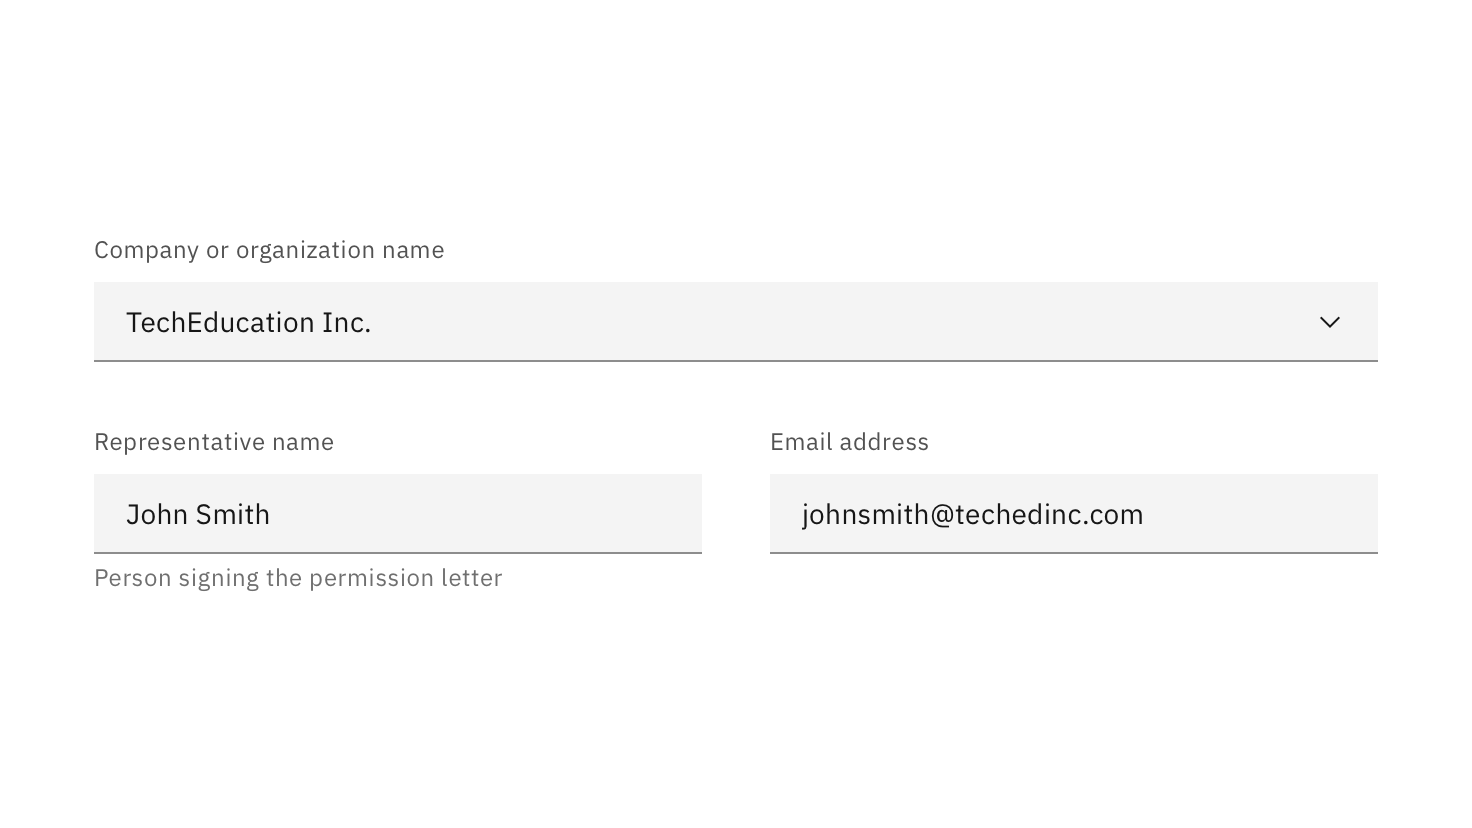 Company or organization name
TechEducation Inc.
Representative name
John Smith
Person signing the permission letter
Email address
johnsmith@techedinc.com